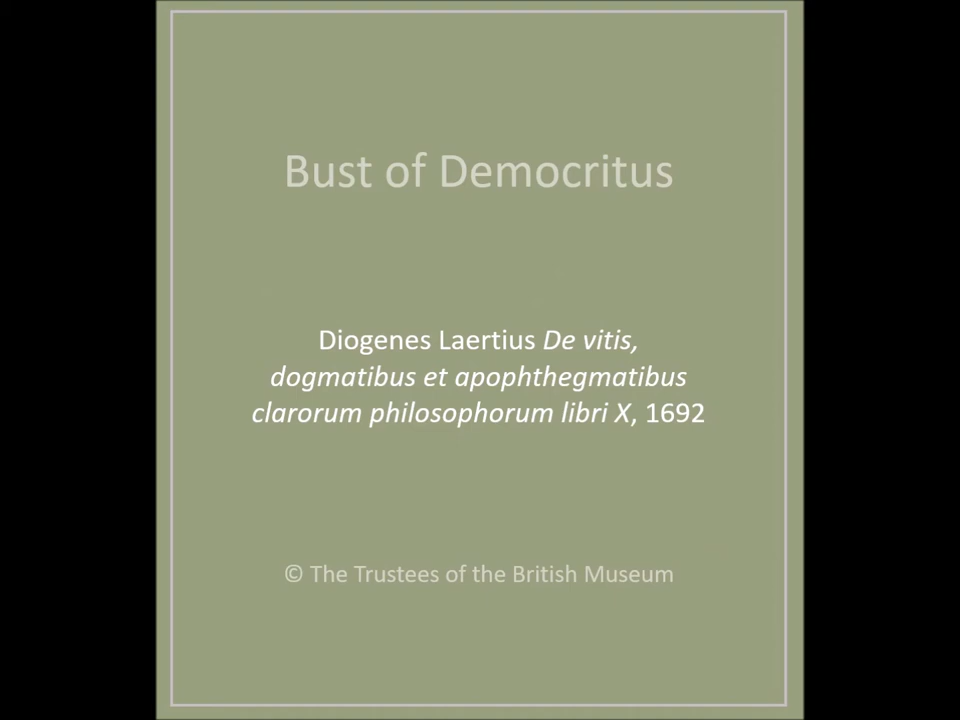 Bust of Democritus
Diogenes Laertius De vitis,
dogmatibus et apophthegmatibus
clarorum philosophorum libri X, 1692
© The Trustees of the British Museum